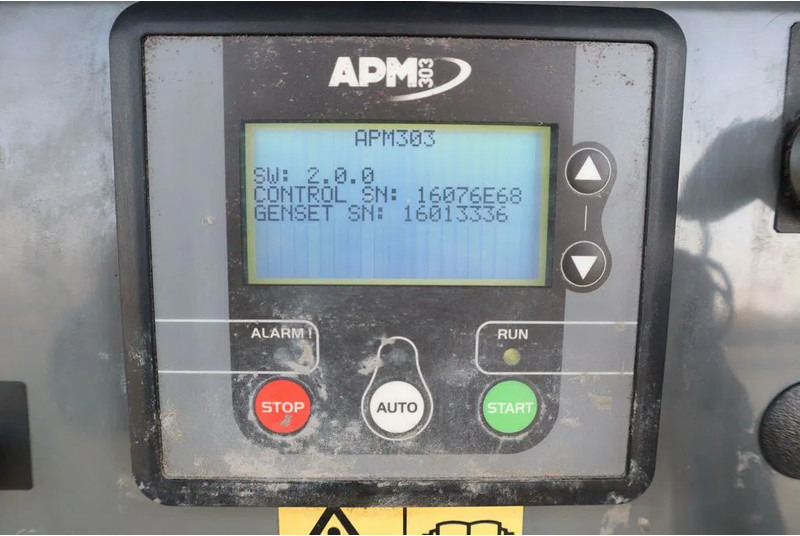 APM303
APM303
SW: 2.0.0
CONTROL SN: 16076E68
GENSET SN: 16013336
ALARM !
RUN
STOP
AUTO
START